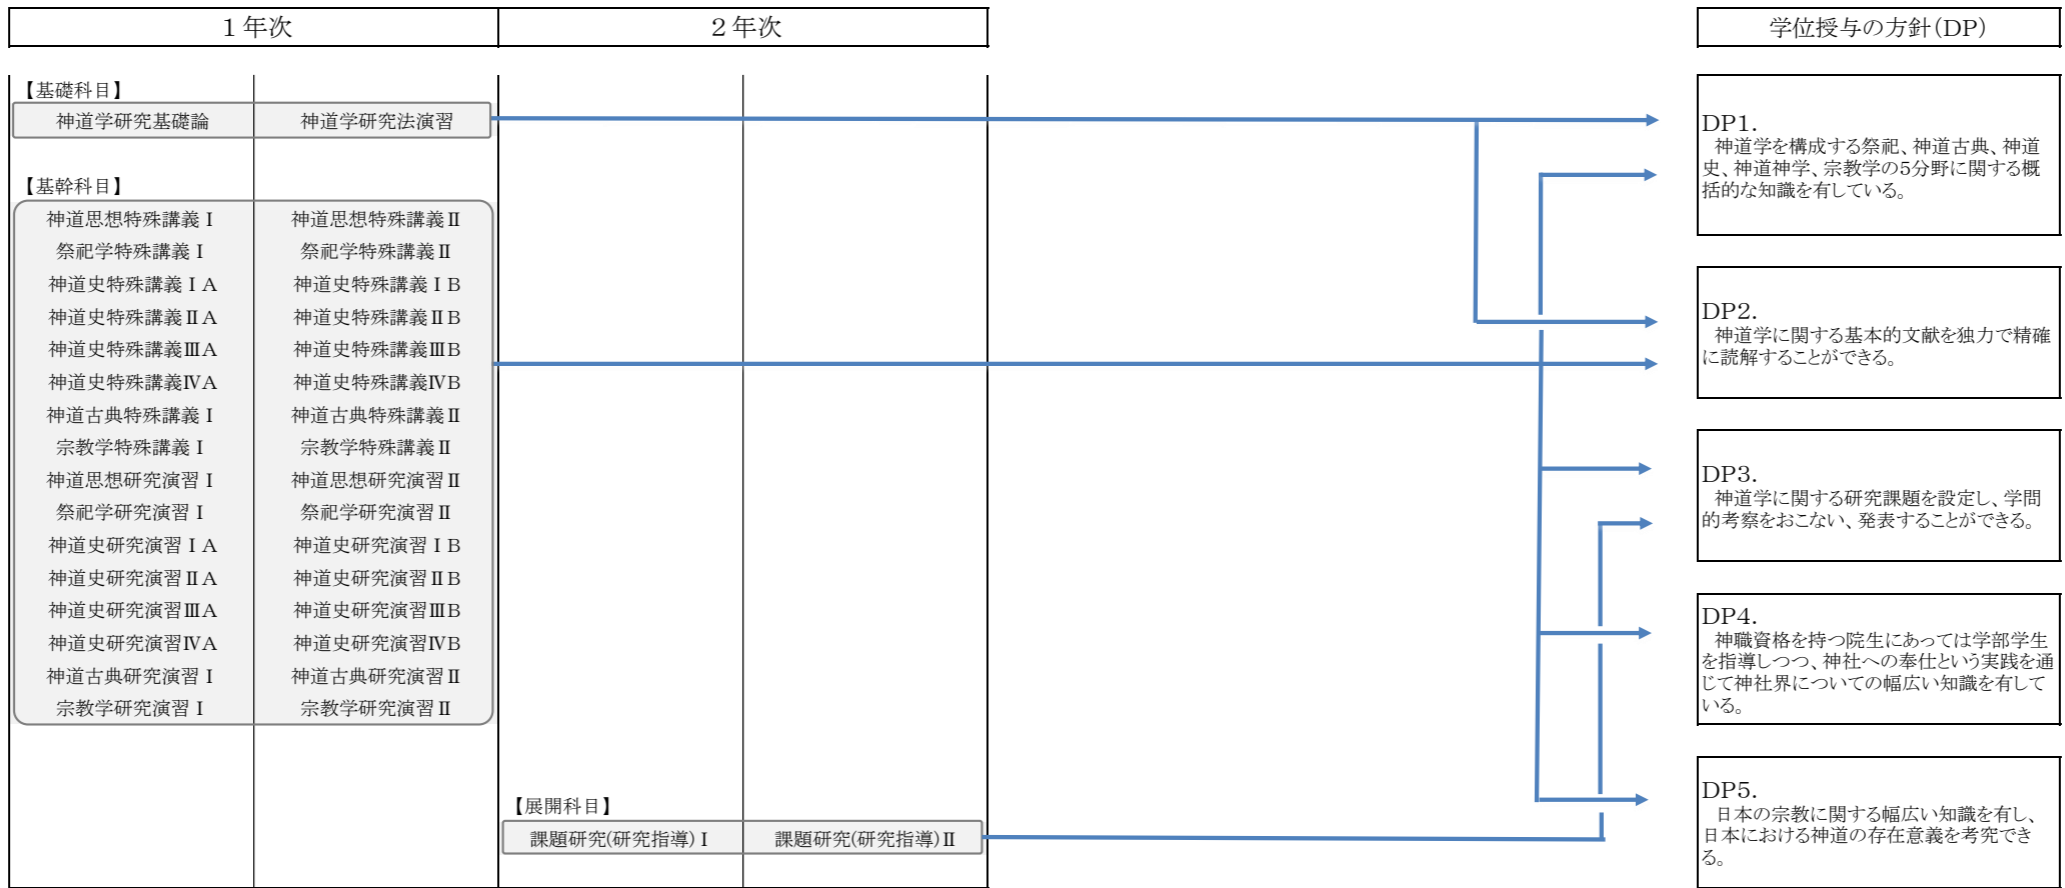 １年次
２年次
学位授与の方針(DP)
【基礎科目】
神道学研究基礎論
神道学研究法演習
【基幹科目】
神道思想特殊講義Ⅰ
神道思想特殊講義Ⅱ
祭祀学特殊講義Ⅰ
祭祀学特殊講義Ⅱ
神道史特殊講義ⅠA
神道史特殊講義ⅠB
神道史特殊講義ⅡA
神道史特殊講義ⅡB
神道史特殊講義ⅢA
神道史特殊講義ⅢB
神道史特殊講義ⅣA
神道史特殊講義ⅣB
神道古典特殊講義Ⅰ
神道古典特殊講義Ⅱ
宗教学特殊講義Ⅰ
宗教学特殊講義Ⅱ
神道思想研究演習Ⅰ
神道思想研究演習Ⅱ
祭祀学研究演習Ⅰ
祭祀学研究演習Ⅱ
神道史研究演習ⅠA
神道史研究演習ⅠB
神道史研究演習ⅡA
神道史研究演習ⅡB
神道史研究演習ⅢA
神道史研究演習ⅢB
神道史研究演習ⅣA
神道史研究演習ⅣB
神道古典研究演習Ⅰ
神道古典研究演習Ⅱ
宗教学研究演習Ⅰ
宗教学研究演習Ⅱ
【展開科目】
課題研究(研究指導)Ⅰ
課題研究(研究指導)Ⅱ
DP1.
神道学を構成する祭祀、神道古典、神道
史、神道神学、宗教学の5分野に関する概
括的な知識を有している。
DP2.
神道学に関する基本的文献を独力で精確
に読解することができる。
DP3.
神道学に関する研究課題を設定し、学問
的考察をおこない、発表することができる。
DP4.
神職資格を持つ院生にあっては学部学生
を指導しつつ、神社への奉仕という実践を通
じて神社界についての幅広い知識を有して
いる。
DP5.
日本の宗教に関する幅広い知識を有し、
日本における神道の存在意義を考究でき
る。